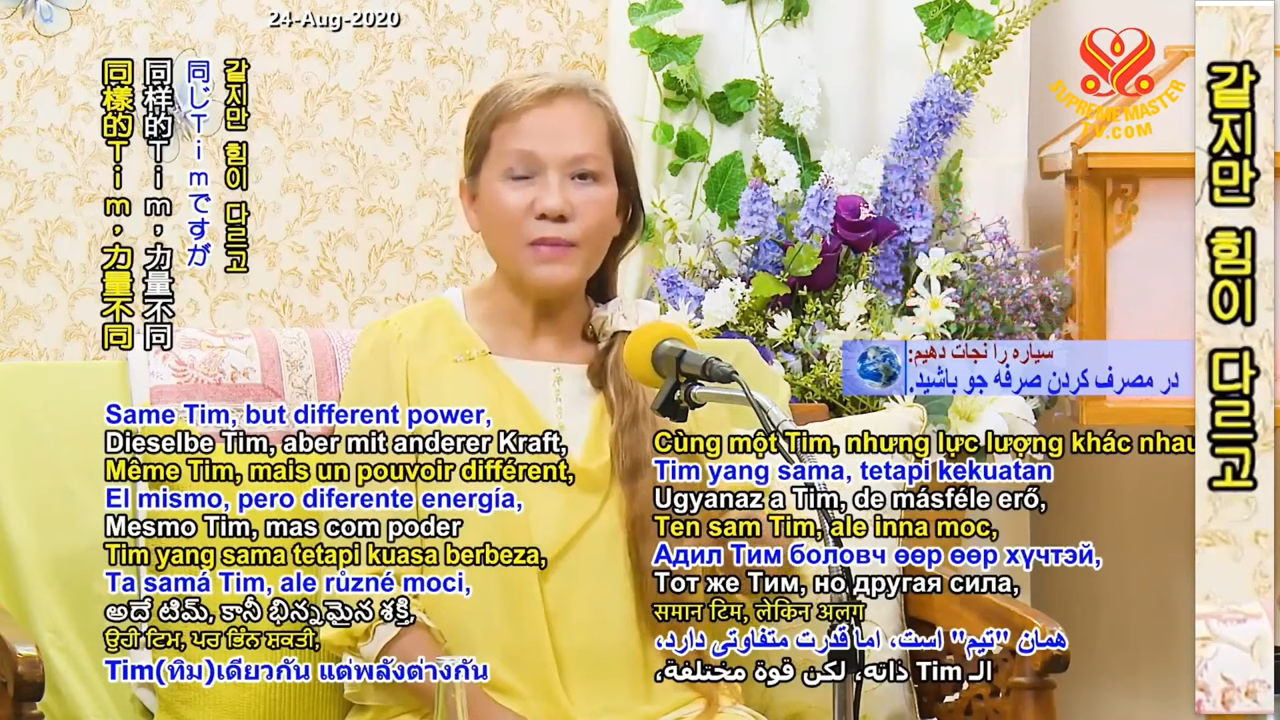 24-Aug-2020
SUPREME MASTER
TV.COM
갈지만 힘이 다르고
同じTimですが
同样的Tim，力量不同
同樣的Tim，力量不同
갈지만 힘이 다르고
سیاره را نجات دهیم:
در مصرف کردن صرفه جو باشید.
Same Tim, but different power,
Dieselbe Tim, aber mit anderer Kraft,
Même Tim, mais un pouvoir différent,
El mismo, pero diferente energía,
Mesmo Tim, mas com poder
Tim yang sama tetapi kuasa berbeza,
Ta samá Tim, ale různé moci,
అదే టిమ్, కానీ భిన్నమైన శక్తి,
ਉਹੀ ਟਿਮ, ਪਰ ਭਿੰਨ ਸ਼ਕਤੀ,
Tim(ทิม)เดียวกัน แต่พลังต่างกัน
Cùng một Tim, nhưng lực lượng khác nhau
Tim yang sama, tetapi kekuatan
Ugyanaz a Tim, de másféle erő,
Ten sam Tim, ale inna moc,
Адил Тим боловч өөр өөр хүчтэй,
Тот же Тим, но другая сила,
समान टिम, लेकिन अलग
همان "تیم" است، اما قدرت متفاوتی دارد،
الـ Tim ذاته، لكن قوة مختلفة،